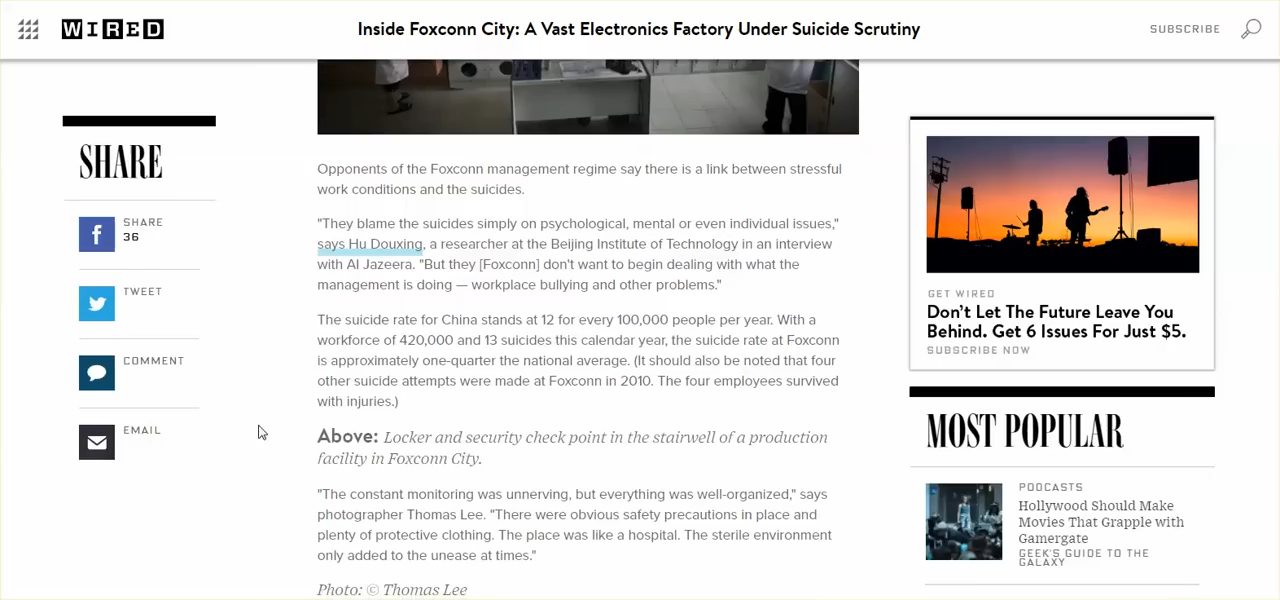 WIRED
Inside Foxconn City: A Vast Electronics Factory Under Suicide Scrutiny
SUBSCRIBE
SHARE
SHARE
36
TWEET
COMMENT
EMAIL
Opponents of the Foxconn management regime say there is a link between stressful
work conditions and the suicides.
"They blame the suicides simply on psychological, mental or even individual issues,"
says Hu Douxing, a researcher at the Beijing Institute of Technology in an interview
with Al Jazeera. "But they [Foxconn] don't want to begin dealing with what the
management is doing — workplace bullying and other problems."
The suicide rate for China stands at 12 for every 100,000 people per year. With a
workforce of 420,000 and 13 suicides this calendar year, the suicide rate at Foxconn
is approximately one-quarter the national average. (It should also be noted that four
other suicide attempts were made at Foxconn in 2010. The four employees survived
with injuries.)
Above: Locker and security check point in the stairwell of a production
facility in Foxconn City.
"The constant monitoring was unnerving, but everything was well-organized," says
photographer Thomas Lee. "There were obvious safety precautions in place and
plenty of protective clothing. The place was like a hospital. The sterile environment
only added to the unease at times."
Photo: © Thomas Lee
GET WIRED
Don't Let The Future Leave You
Behind. Get 6 Issues For Just $5.
SUBSCRIBE NOW
MOST POPULAR
PODCASTS
Hollywood Should Make
Movies That Grapple with
Gamergate
GEEK'S GUIDE TO THE
GALAXY